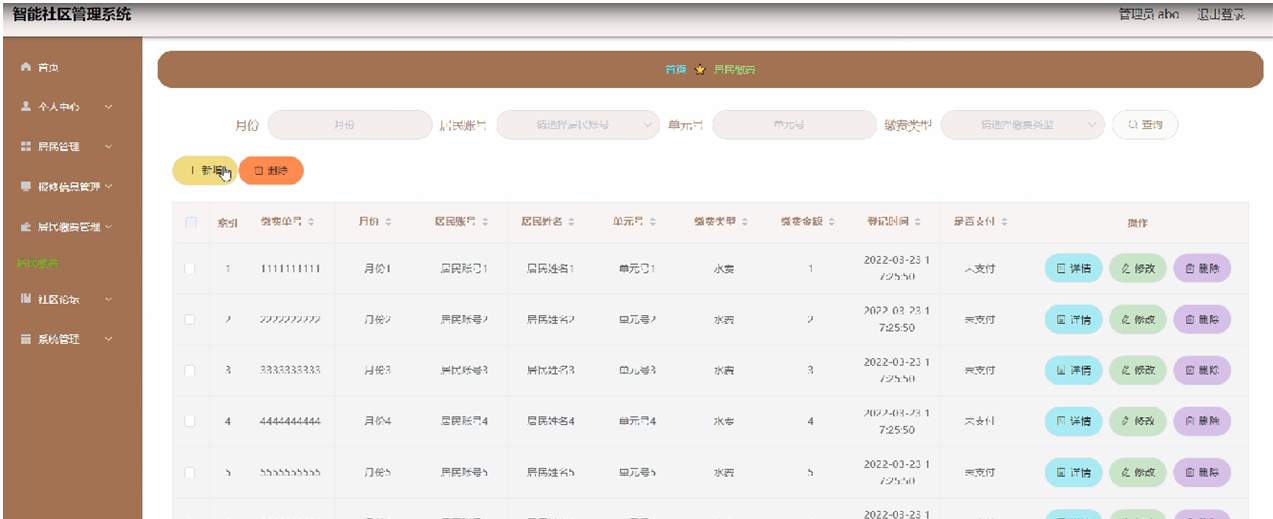 智能社区管理系统
管理员 abo 退出登录
首页
个人中心
居民管理
报修信息管理
居民缴费管理
居民缴费
社区论坛
系统管理
首页 居民缴费
月份 月份 居民账号 请选择居民账号 单元号 单元号 缴费类型 请选择缴费类型 查询
新增 删除
索引 缴费单号 月份 居民账号 居民姓名 单元号 缴费类型 缴费金额 登记时间 是否支付 操作
1 1111111111 月份1 居民账号1 居民姓名1 单元号1 水费 1 2022-03-23 1 未支付 详情 修改 删除
7:25:50
2 2222222222 月份2 居民账号2 居民姓名2 单元号2 水费 2 2022-03-23 1 未支付 详情 修改 删除
7:25:50
3 3333333333 月份3 居民账号3 居民姓名3 单元号3 水费 3 2022-03-23 1 未支付 详情 修改 删除
7:25:50
4 4444444444 月份4 居民账号4 居民姓名4 单元号4 水费 4 2022-03-23 1 未支付 详情 修改 删除
7:25:50
5 5555555555 月份5 居民账号5 居民姓名5 单元号5 水费 5 2022-03-23 1 未支付 详情 修改 删除
7:25:50
2022-03-23 1